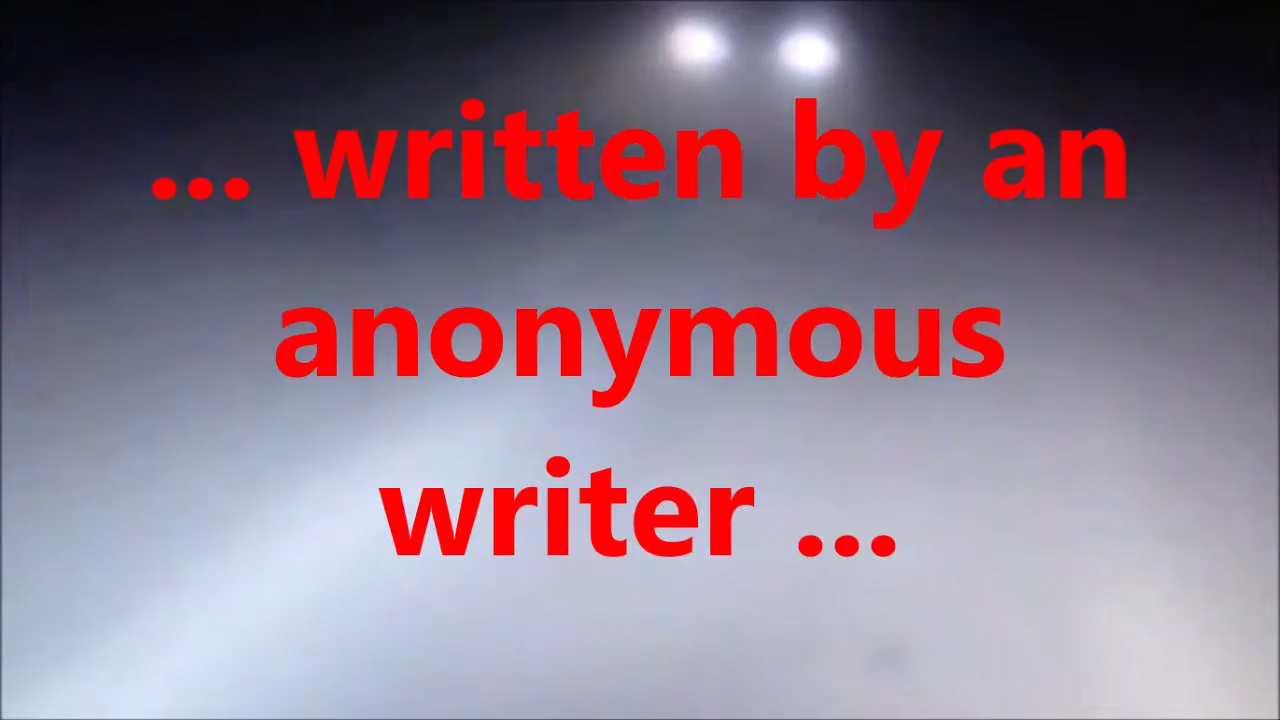 ... written by an
anonymous
writer ...